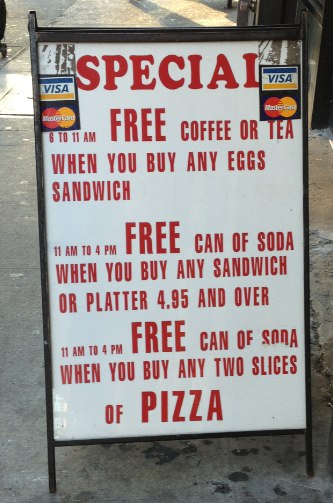 SPECIAL
VISA
MasterCard
VISA
MasterCard
6 TO 11 AM FREE COFFEE OR TEA
WHEN YOU BUY ANY EGGS
SANDWICH
11 AM TO 4 PM FREE CAN OF SODA
WHEN YOU BUY ANY SANDWICH
OR PLATTER 4.95 AND OVER
11 AM TO 4 PM FREE CAN OF SODA
WHEN YOU BUY ANY TWO SLICES
OF PIZZA